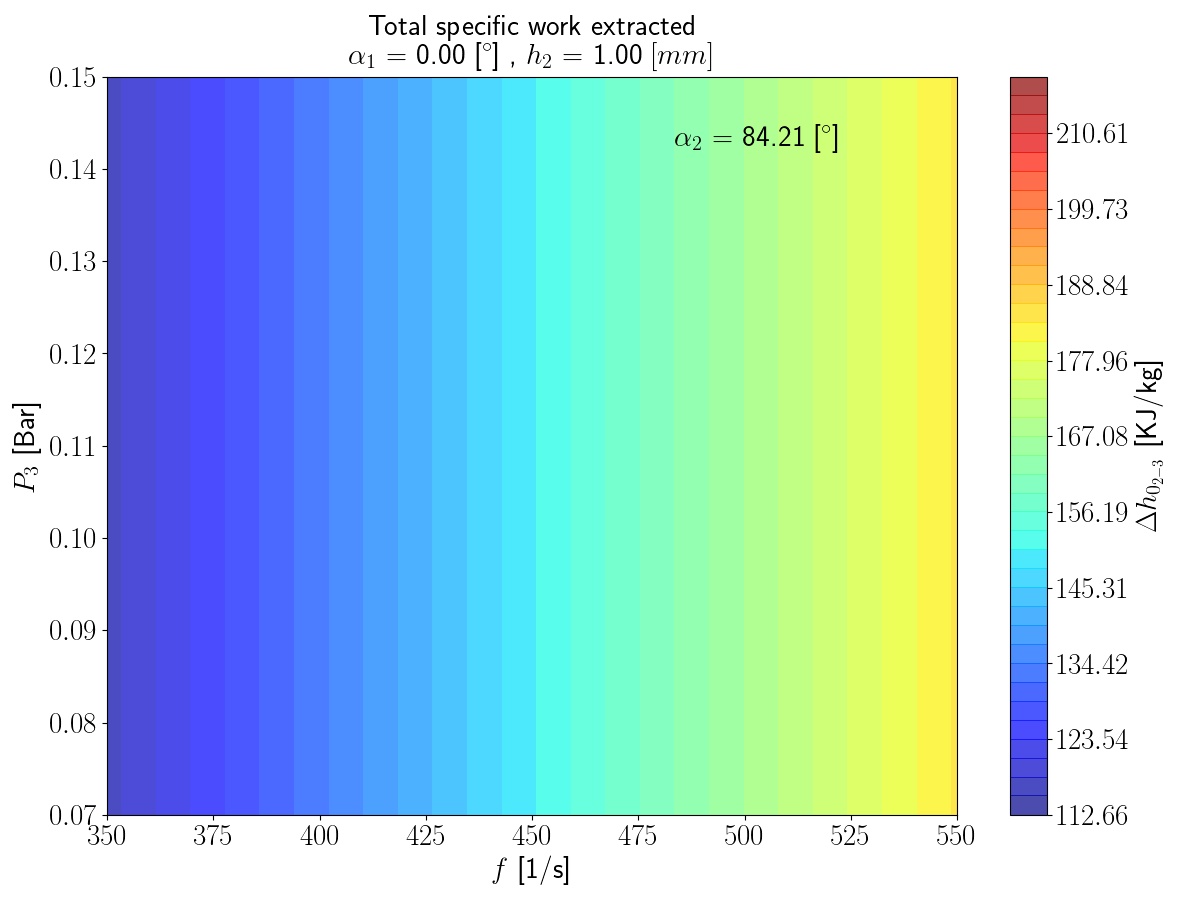 Total specific work extracted
α₁ = 0.00 [°] , h₂ = 1.00 [mm]
α₂ = 84.21 [°]
0.15
0.14
0.13
0.12
0.11
0.10
0.09
0.08
0.07
P₃ [Bar]
350 375 400 425 450 475 500 525 550
f [1/s]
210.61
199.73
188.84
177.96
167.08
156.19
145.31
134.42
123.54
112.66
Δh₀₂₋₃ [KJ/kg]